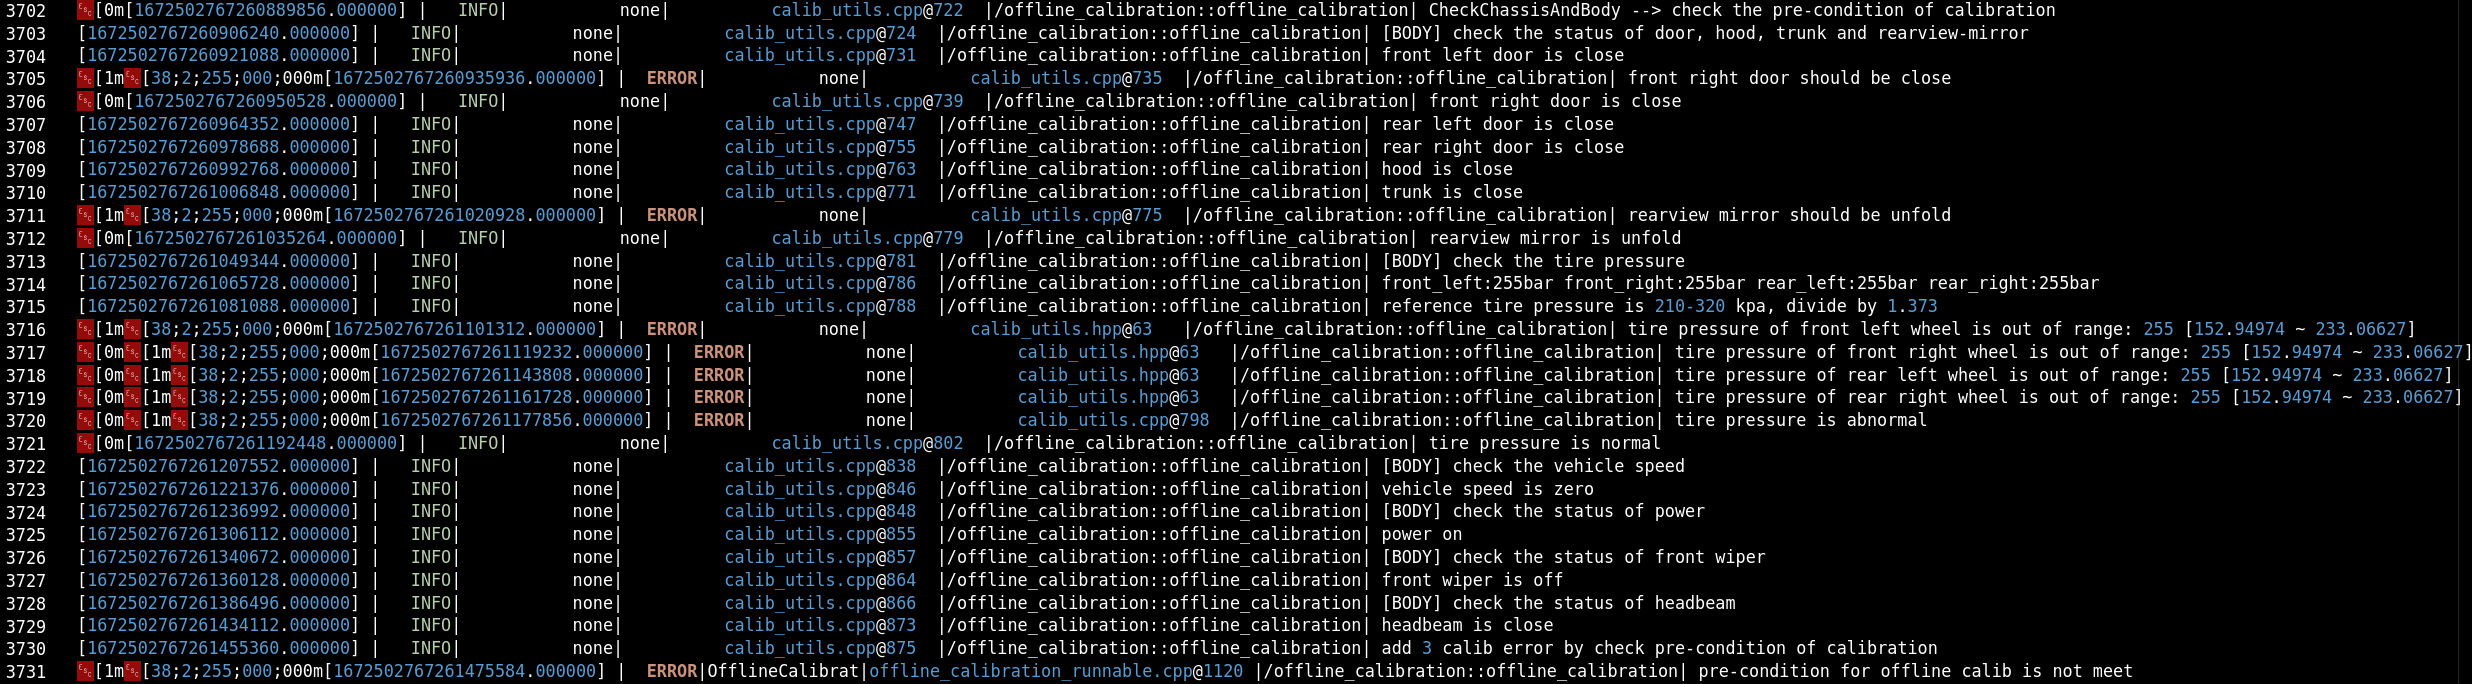 3702 ␛[0m[1672502767260889856.000000] | INFO| none| calib_utils.cpp@722 |/offline_calibration::offline_calibration| CheckChassisAndBody --> check the pre-condition of calibration
3703 [1672502767260906240.000000] | INFO| none| calib_utils.cpp@724 |/offline_calibration::offline_calibration| [BODY] check the status of door, hood, trunk and rearview-mirror
3704 [1672502767260921088.000000] | INFO| none| calib_utils.cpp@731 |/offline_calibration::offline_calibration| front left door is close
3705 ␛[1m␛[38;2;255;000;000m[1672502767260935936.000000] | ERROR| none| calib_utils.cpp@735 |/offline_calibration::offline_calibration| front right door should be close
3706 ␛[0m[1672502767260950528.000000] | INFO| none| calib_utils.cpp@739 |/offline_calibration::offline_calibration| front right door is close
3707 [1672502767260964352.000000] | INFO| none| calib_utils.cpp@747 |/offline_calibration::offline_calibration| rear left door is close
3708 [1672502767260978688.000000] | INFO| none| calib_utils.cpp@755 |/offline_calibration::offline_calibration| rear right door is close
3709 [1672502767260992768.000000] | INFO| none| calib_utils.cpp@763 |/offline_calibration::offline_calibration| hood is close
3710 [1672502767261006848.000000] | INFO| none| calib_utils.cpp@771 |/offline_calibration::offline_calibration| trunk is close
3711 ␛[1m␛[38;2;255;000;000m[1672502767261020928.000000] | ERROR| none| calib_utils.cpp@775 |/offline_calibration::offline_calibration| rearview mirror should be unfold
3712 ␛[0m[1672502767261035264.000000] | INFO| none| calib_utils.cpp@779 |/offline_calibration::offline_calibration| rearview mirror is unfold
3713 [1672502767261049344.000000] | INFO| none| calib_utils.cpp@781 |/offline_calibration::offline_calibration| [BODY] check the tire pressure
3714 [1672502767261065728.000000] | INFO| none| calib_utils.cpp@786 |/offline_calibration::offline_calibration| front_left:255bar front_right:255bar rear_left:255bar rear_right:255bar
3715 [1672502767261081088.000000] | INFO| none| calib_utils.cpp@788 |/offline_calibration::offline_calibration| reference tire pressure is 210-320 kpa, divide by 1.373
3716 ␛[1m␛[38;2;255;000;000m[1672502767261101312.000000] | ERROR| none| calib_utils.hpp@63 |/offline_calibration::offline_calibration| tire pressure of front left wheel is out of range: 255 [152.94974 ~ 233.06627]
3717 ␛[0m␛[1m␛[38;2;255;000;000m[1672502767261119232.000000] | ERROR| none| calib_utils.hpp@63 |/offline_calibration::offline_calibration| tire pressure of front right wheel is out of range: 255 [152.94974 ~ 233.06627]
3718 ␛[0m␛[1m␛[38;2;255;000;000m[1672502767261143808.000000] | ERROR| none| calib_utils.hpp@63 |/offline_calibration::offline_calibration| tire pressure of rear left wheel is out of range: 255 [152.94974 ~ 233.06627]
3719 ␛[0m␛[1m␛[38;2;255;000;000m[1672502767261161728.000000] | ERROR| none| calib_utils.hpp@63 |/offline_calibration::offline_calibration| tire pressure of rear right wheel is out of range: 255 [152.94974 ~ 233.06627]
3720 ␛[0m␛[1m␛[38;2;255;000;000m[1672502767261177856.000000] | ERROR| none| calib_utils.cpp@798 |/offline_calibration::offline_calibration| tire pressure is abnormal
3721 ␛[0m[1672502767261192448.000000] | INFO| none| calib_utils.cpp@802 |/offline_calibration::offline_calibration| tire pressure is normal
3722 [1672502767261207552.000000] | INFO| none| calib_utils.cpp@838 |/offline_calibration::offline_calibration| [BODY] check the vehicle speed
3723 [1672502767261221376.000000] | INFO| none| calib_utils.cpp@846 |/offline_calibration::offline_calibration| vehicle speed is zero
3724 [1672502767261236992.000000] | INFO| none| calib_utils.cpp@848 |/offline_calibration::offline_calibration| [BODY] check the status of power
3725 [1672502767261306112.000000] | INFO| none| calib_utils.cpp@855 |/offline_calibration::offline_calibration| power on
3726 [1672502767261340672.000000] | INFO| none| calib_utils.cpp@857 |/offline_calibration::offline_calibration| [BODY] check the status of front wiper
3727 [1672502767261360128.000000] | INFO| none| calib_utils.cpp@864 |/offline_calibration::offline_calibration| front wiper is off
3728 [1672502767261386496.000000] | INFO| none| calib_utils.cpp@866 |/offline_calibration::offline_calibration| [BODY] check the status of headbeam
3729 [1672502767261434112.000000] | INFO| none| calib_utils.cpp@873 |/offline_calibration::offline_calibration| headbeam is close
3730 [1672502767261455360.000000] | INFO| none| calib_utils.cpp@875 |/offline_calibration::offline_calibration| add 3 calib error by check pre-condition of calibration
3731 ␛[1m␛[38;2;255;000;000m[1672502767261475584.000000] | ERROR|OfflineCalibrat|offline_calibration_runnable.cpp@1120 |/offline_calibration::offline_calibration| pre-condition for offline calib is not meet